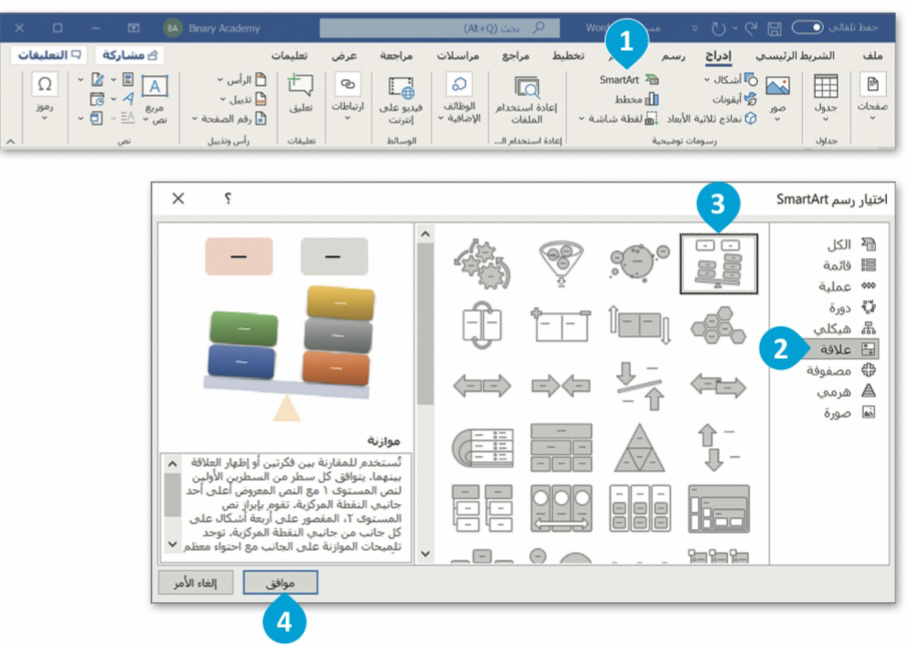 حفظ تلقائي
Word
بحث (Alt+Q)
Binary Academy
BA
ملف
الشريط الرئيسي
إدراج
رسم
تخطيط
مراجع
مراسلات
مراجعة
عرض
تعليمات
مشاركة
التعليقات
1
صفحات
جدول
جداول
صور
أشكال
أيقونات
نماذج ثلاثية الأبعاد
SmartArt
مخطط
لقطة شاشة
رسومات توضيحية
إعادة استخدام
الملفات
إعادة استخدام الـ...
الوظائف
الإضافية
فيديو على
إنترنت
الوسائط
ارتباطات
تعليق
تعليقات
الرأس
تذييل
رقم الصفحة
رأس وتذييل
مربع
نص
A
نص
Ω
رموز
اختيار رسم SmartArt
؟
3
الكل
قائمة
عملية
دورة
هيكلي
علاقة
2
مصفوفة
هرمي
صورة
موازنة
تُستخدم للمقارنة بين فكرتين أو إظهار العلاقة
بينهما. يتوافق كل سطر من السطرين الأولين
لنص المستوى ١ مع النص المعروض أعلى أحد
جانبي النقطة المركزية. تقوم بإبراز نص
المستوى ٢، المقصور على أربعة أشكال على
كل جانب من جانبي النقطة المركزية. توجد
تلميحات الموازنة على الجانب مع احتواء معظم
موافق
إلغاء الأمر
4